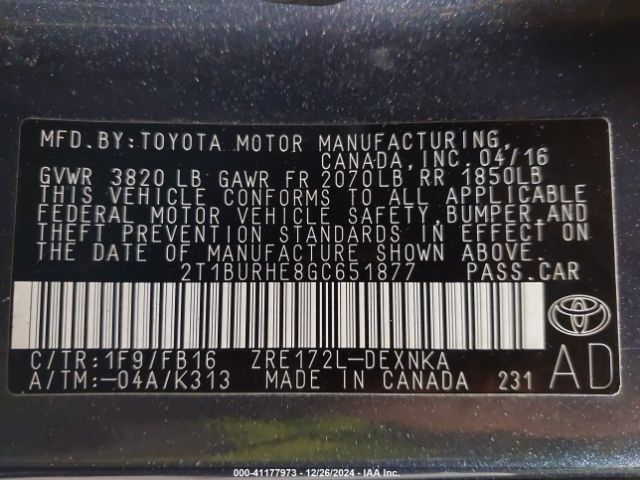 MFD.BY:TOYOTA MOTOR MANUFACTURING,
CANADA, INC. 04/16
GVWR 3820 LB GAWR FR 2070LB RR 1850LB
THIS VEHICLE CONFORMS TO ALL APPLICABLE
FEDERAL MOTOR VEHICLE SAFETY,BUMPER,AND
THEFT PREVENTION STANDARDS IN EFFECT ON
THE DATE OF MANUFACTURE SHOWN ABOVE.
2T1BURHE8GC651877 PASS.CAR
C/TR:1F9/FB16 ZRE172L-DEXNKA
A/TM:-04A/K313 MADE IN CANADA 231
AD
000-41177973 - 12/26/2024 - IAA Inc.